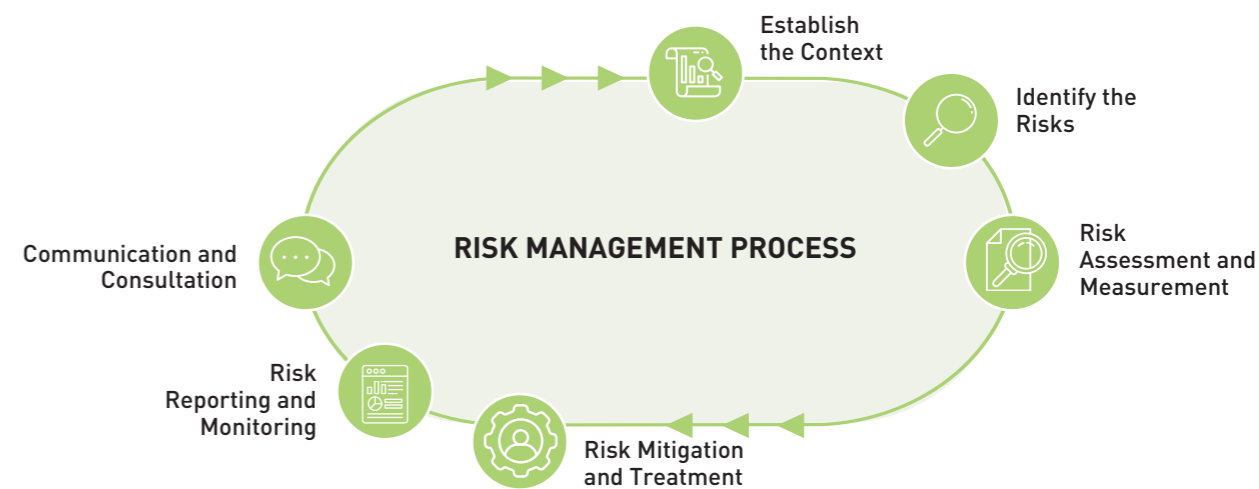 Establish
the Context
Identify the
Risks
RISK MANAGEMENT PROCESS
Risk
Assessment and
Measurement
Communication and
Consultation
Risk
Reporting and
Monitoring
Risk Mitigation
and Treatment